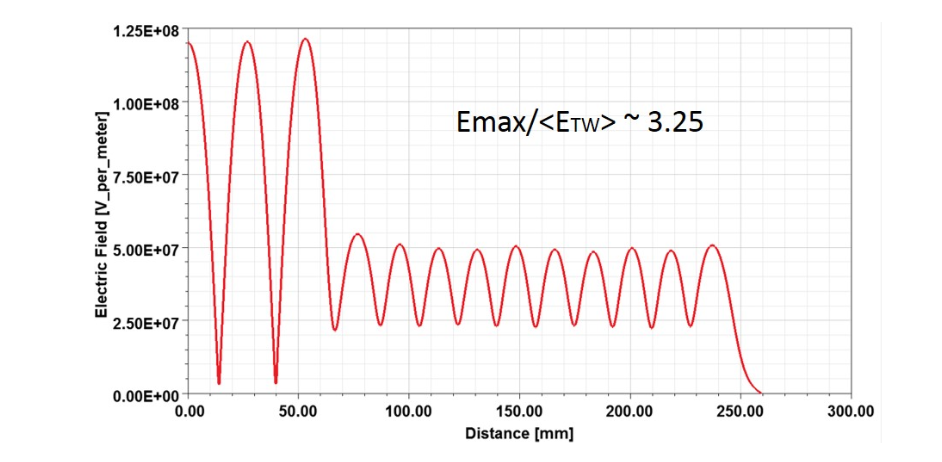 1.25E+08
Emax/<ETW> ~ 3.25
1.00E+08
7.50E+07
5.00E+07
2.50E+07
0.00E+00
Electric Field [V_per_meter]
0.00 50.00 100.00 150.00 200.00 250.00 300.00
Distance [mm]